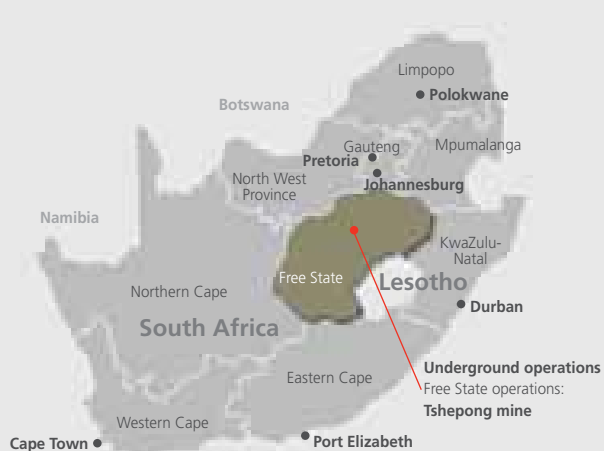 Limpopo
Polokwane
Botswana
Gauteng
Mpumalanga
Pretoria
North West
Province
Johannesburg
Namibia
KwaZulu-
Natal
Free State
Lesotho
Northern Cape
Durban
South Africa
Underground operations
Free State operations:
Tshepong mine
Eastern Cape
Western Cape
Cape Town
Port Elizabeth